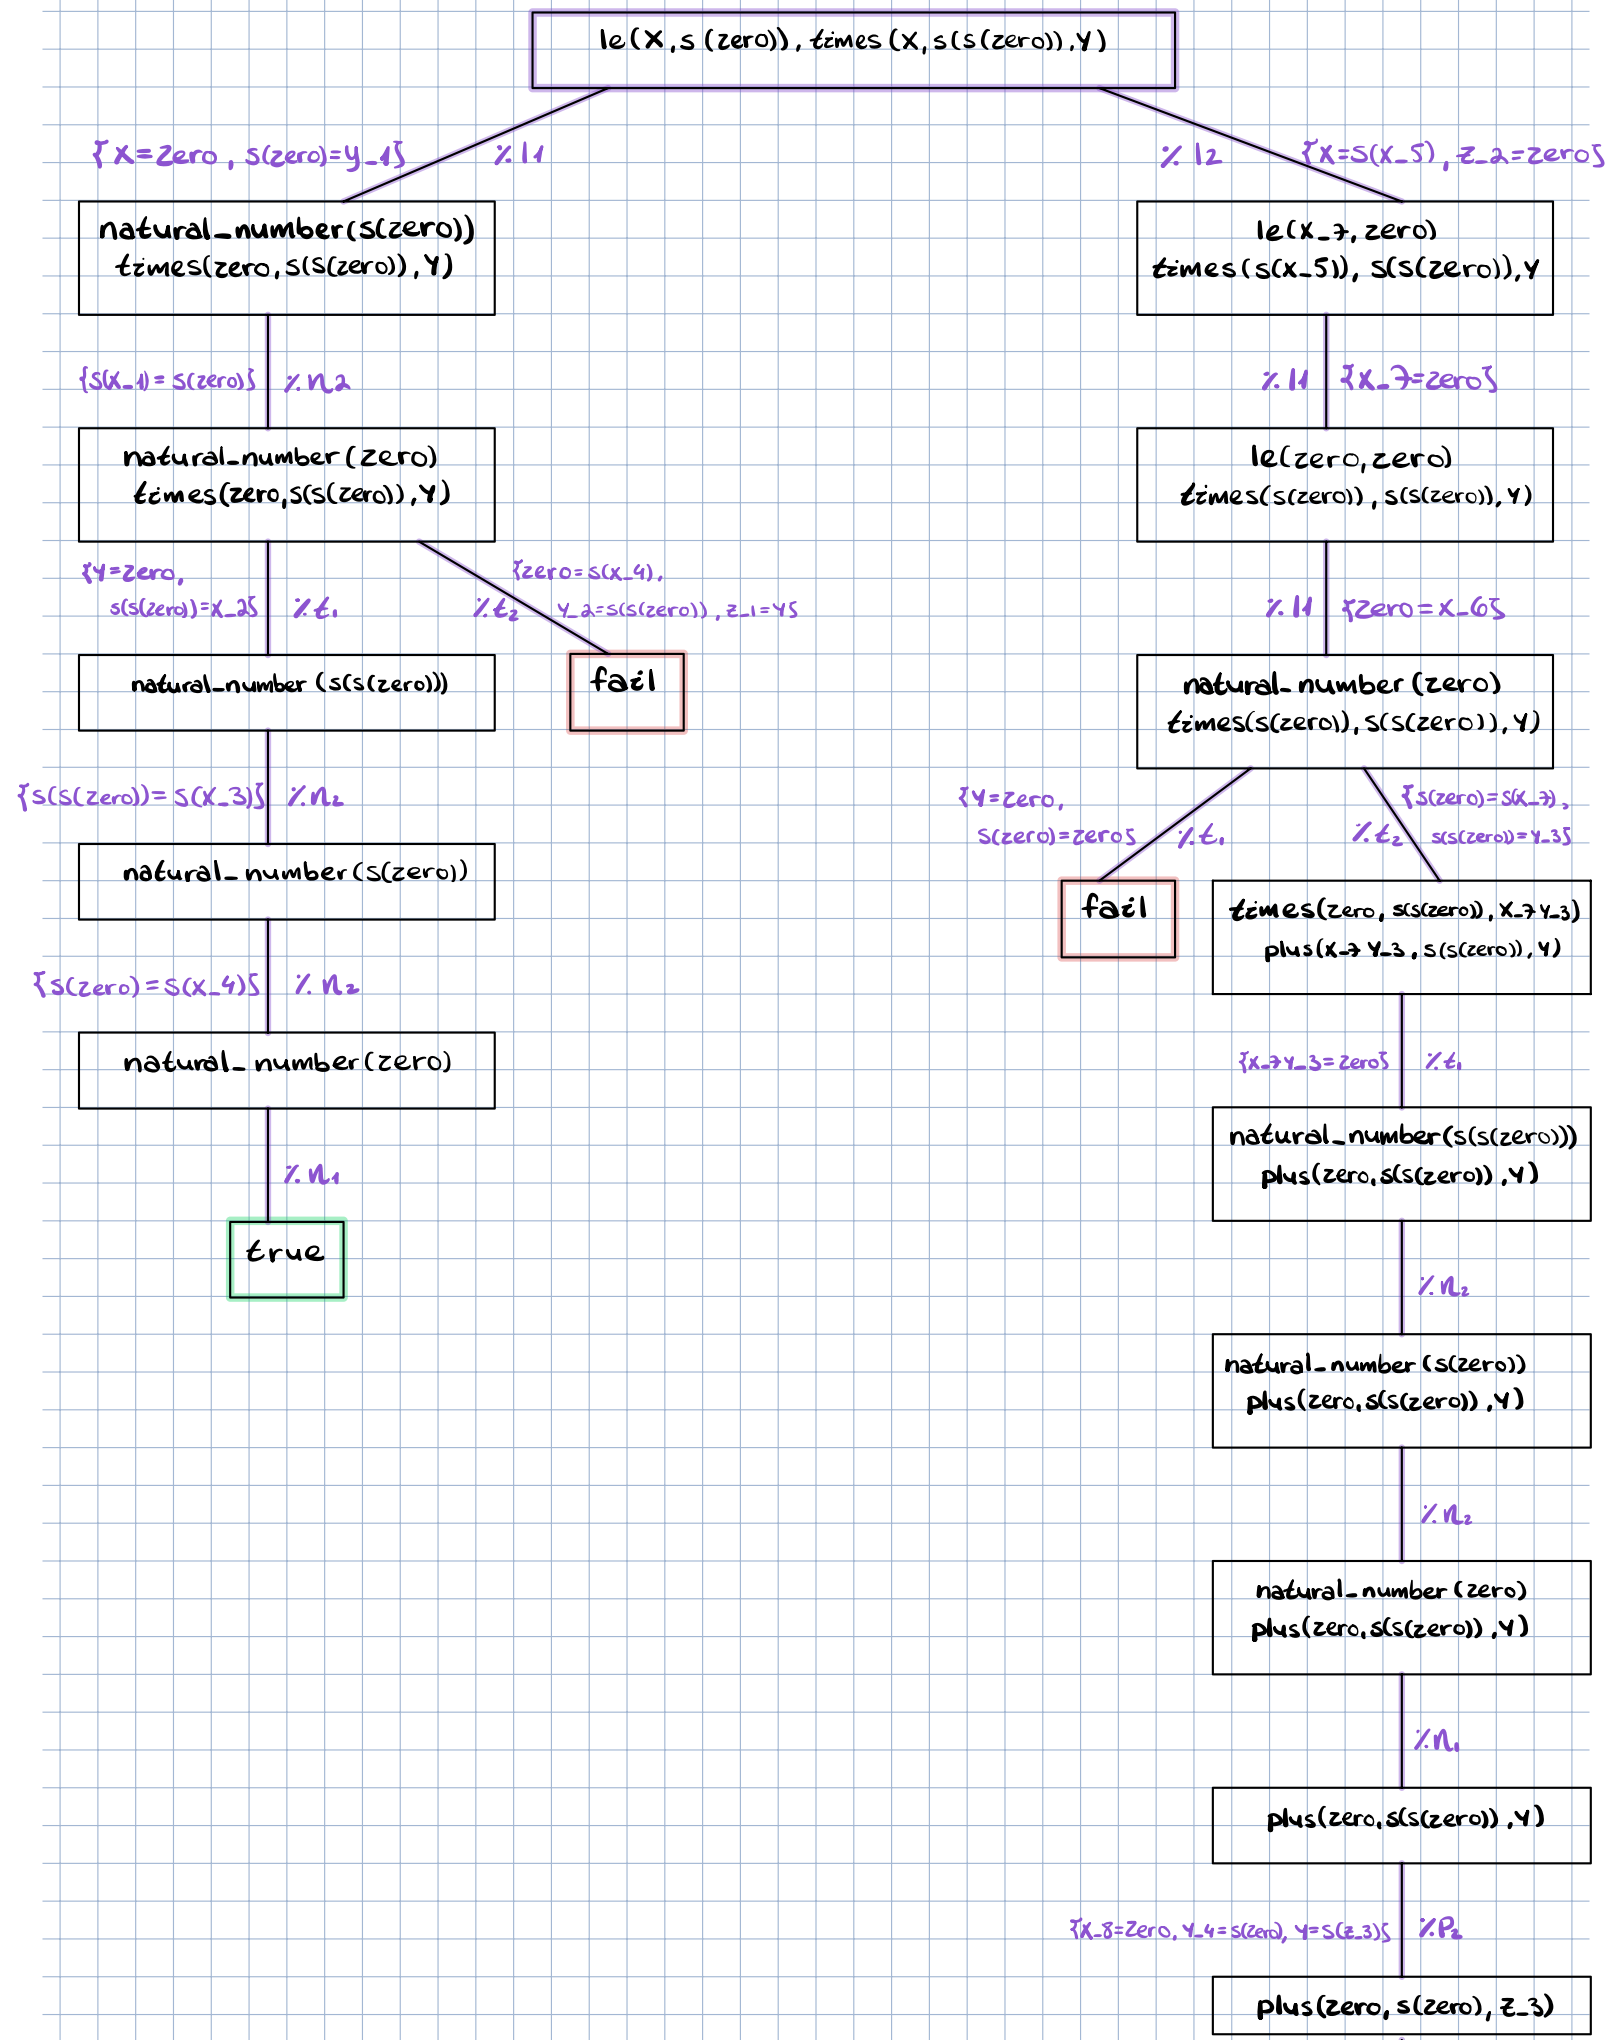 le(X,s(zero)), times(X,s(s(zero)),Y)
{X=zero, s(zero)=Y_1}
% l1
% l2
{X=S(X_5), Z_2=zero}
natural_number(s(zero))
times(zero,s(s(zero)),Y)
le(X_7, zero)
times(s(X_5)), s(s(zero)),Y
{S(X_1)=s(zero)}
% n2
% l1
{X_7=zero}
natural_number(zero)
times(zero,s(s(zero)),Y)
le(zero,zero)
times(s(zero)), s(s(zero)),Y)
{Y=zero,
s(s(zero))=X_2}
% t1
{zero=s(X_4),
% t2
Y_2=s(s(zero)), Z_1=Y}
% l1
{zero=X_6}
natural_number(s(s(zero)))
fail
natural_number(zero)
times(s(zero)),s(s(zero)),Y)
{s(s(zero))=s(X_3)}
% n2
{Y=zero,
s(zero)=zero}
% t1
{s(zero)=s(X_7),
% t2
s(s(zero))=Y_3}
natural_number(s(zero))
fail
times(zero, s(s(zero)), X_7Y_3)
plus(X_7Y_3, s(s(zero)),Y)
{s(zero)=s(X_4)}
% n2
natural_number(zero)
{X_7Y_3=zero}
% t1
natural_number(s(s(zero)))
plus(zero,s(s(zero)),Y)
% n1
true
% n2
natural_number(s(zero))
plus(zero,s(s(zero)),Y)
% n2
natural_number(zero)
plus(zero,s(s(zero)),Y)
% n1
plus(zero,s(s(zero)),Y)
{X_8=zero, Y_4=s(zero), Y=s(Z_3)}
% P2
plus(zero, s(zero), Z_3)